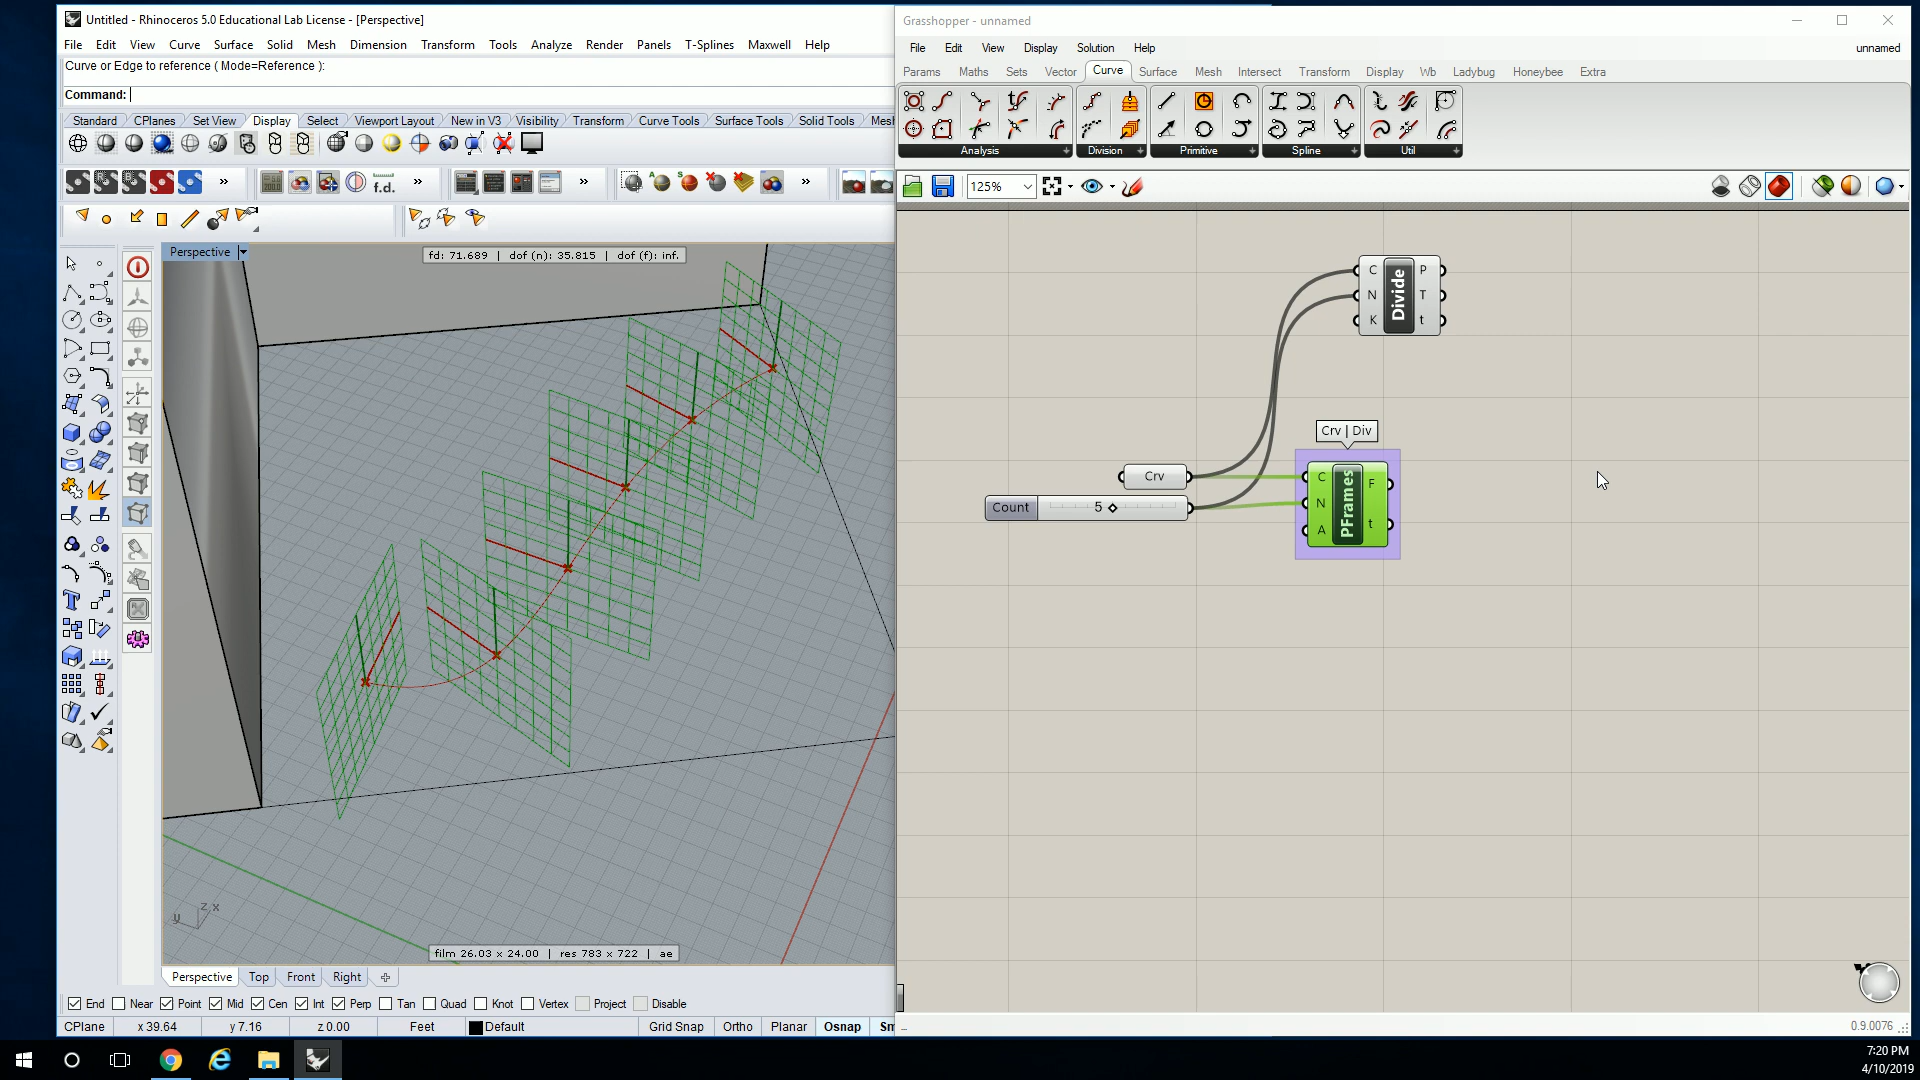 Untitled - Rhinoceros 5.0 Educational Lab License - [Perspective]
File Edit View Curve Surface Solid Mesh Dimension Transform Tools Analyze Render Panels T-Splines Maxwell Help
Curve or Edge to reference ( Mode=Reference ):
Command:
Standard CPlanes Set View Display Select Viewport Layout New in V3 Visibility Transform Curve Tools Surface Tools Solid Tools Mesh
f.d.
Perspective
fd: 71.689 | dof (n): 35.815 | dof (f): inf.
z x
y
film 26.03 x 24.00 | res 783 x 722 | ae
Perspective Top Front Right
End Near Point Mid Cen Int Perp Tan Quad Knot Vertex Project Disable
CPlane x 39.64 y 7.16 z 0.00 Feet Default Grid Snap Ortho Planar Osnap Sm
Grasshopper - unnamed
File Edit View Display Solution Help unnamed
Params Maths Sets Vector Curve Surface Mesh Intersect Transform Display Wb Ladybug Honeybee Extra
Analysis Division Primitive Spline Util
125%
C N K Divide P T t
Crv | Div
Crv
Count 5
C N A PFrames F t
0.9.0076
7:20 PM
4/10/2019